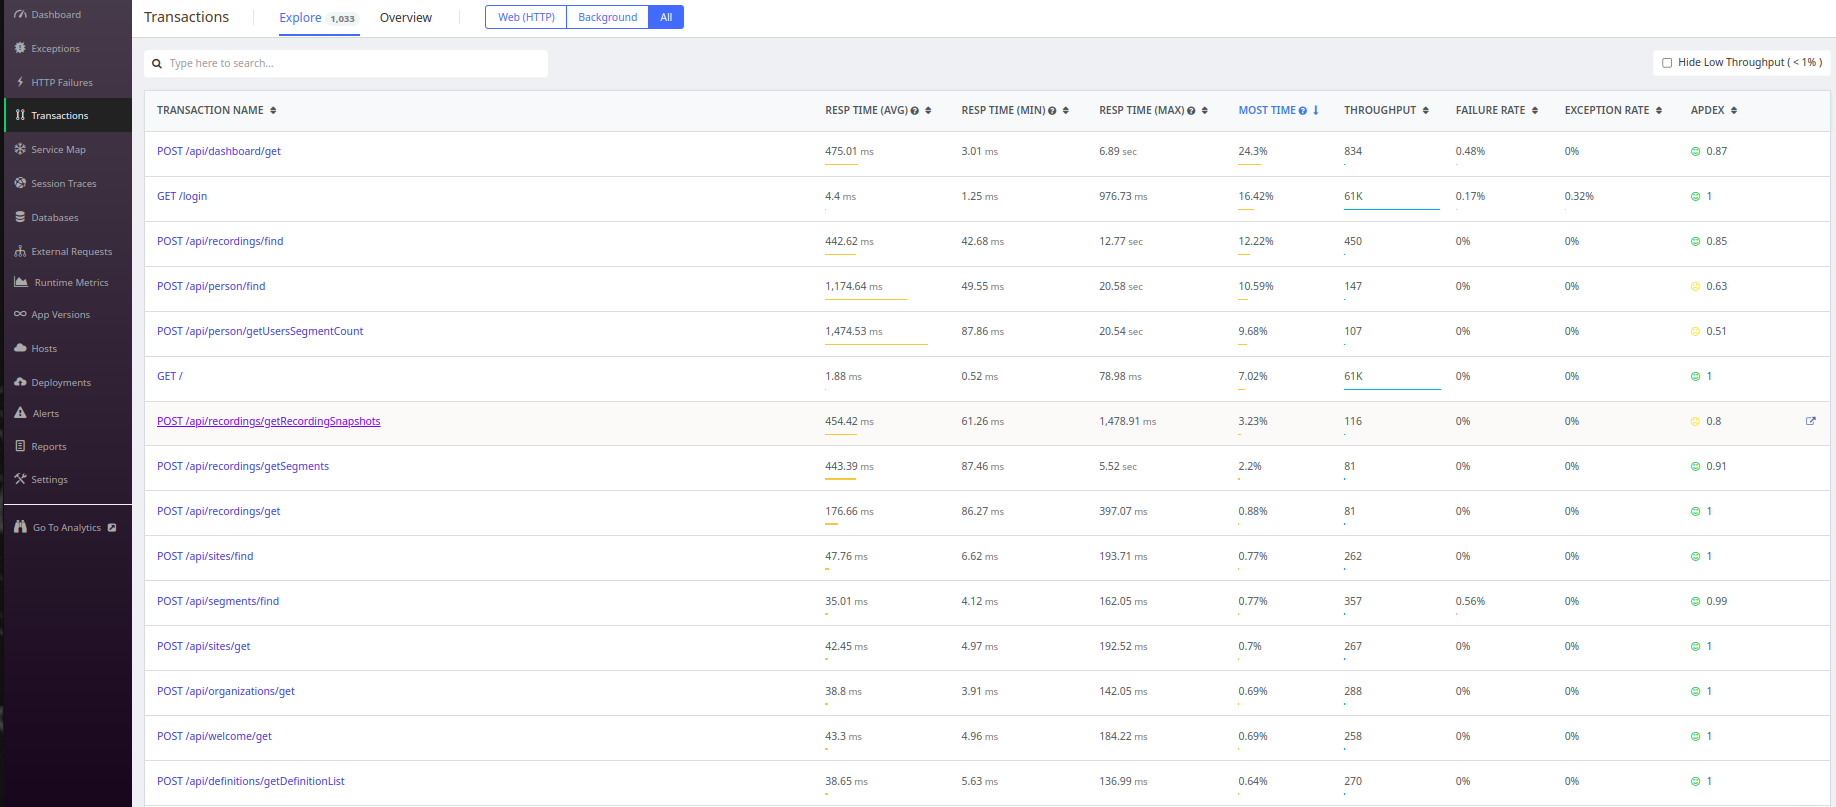 Dashboard
Exceptions
HTTP Failures
Transactions
Service Map
Session Traces
Databases
External Requests
Runtime Metrics
App Versions
Hosts
Deployments
Alerts
Reports
Settings
Go To Analytics
Transactions Explore 1,033 Overview Web (HTTP) Background All
Type here to search... Hide Low Throughput ( < 1% )
TRANSACTION NAME RESP TIME (AVG) RESP TIME (MIN) RESP TIME (MAX) MOST TIME THROUGHPUT FAILURE RATE EXCEPTION RATE APDEX
POST /api/dashboard/get 475.01 ms 3.01 ms 6.89 sec 24.3% 834 0.48% 0% 0.87
GET /login 4.4 ms 1.25 ms 976.73 ms 16.42% 61K 0.17% 0.32% 1
POST /api/recordings/find 442.62 ms 42.68 ms 12.77 sec 12.22% 450 0% 0% 0.85
POST /api/person/find 1,174.64 ms 49.55 ms 20.58 sec 10.59% 147 0% 0% 0.63
POST /api/person/getUsersSegmentCount 1,474.53 ms 87.86 ms 20.54 sec 9.68% 107 0% 0% 0.51
GET / 1.88 ms 0.52 ms 78.98 ms 7.02% 61K 0% 0% 1
POST /api/recordings/getRecordingSnapshots 454.42 ms 61.26 ms 1,478.91 ms 3.23% 116 0% 0% 0.8
POST /api/recordings/getSegments 443.39 ms 87.46 ms 5.52 sec 2.2% 81 0% 0% 0.91
POST /api/recordings/get 176.66 ms 86.27 ms 397.07 ms 0.88% 81 0% 0% 1
POST /api/sites/find 47.76 ms 6.62 ms 193.71 ms 0.77% 262 0% 0% 1
POST /api/segments/find 35.01 ms 4.12 ms 162.05 ms 0.77% 357 0.56% 0% 0.99
POST /api/sites/get 42.45 ms 4.97 ms 192.52 ms 0.7% 267 0% 0% 1
POST /api/organizations/get 38.8 ms 3.91 ms 142.05 ms 0.69% 288 0% 0% 1
POST /api/welcome/get 43.3 ms 4.96 ms 184.22 ms 0.69% 258 0% 0% 1
POST /api/definitions/getDefinitionList 38.65 ms 5.63 ms 136.99 ms 0.64% 270 0% 0% 1